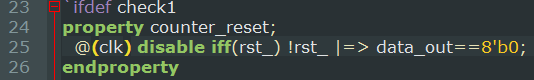 23 `ifdef check1
24 property counter_reset;
25 @(clk) disable iff(rst_) !rst_ |=> data_out==8'b0;
26 endproperty